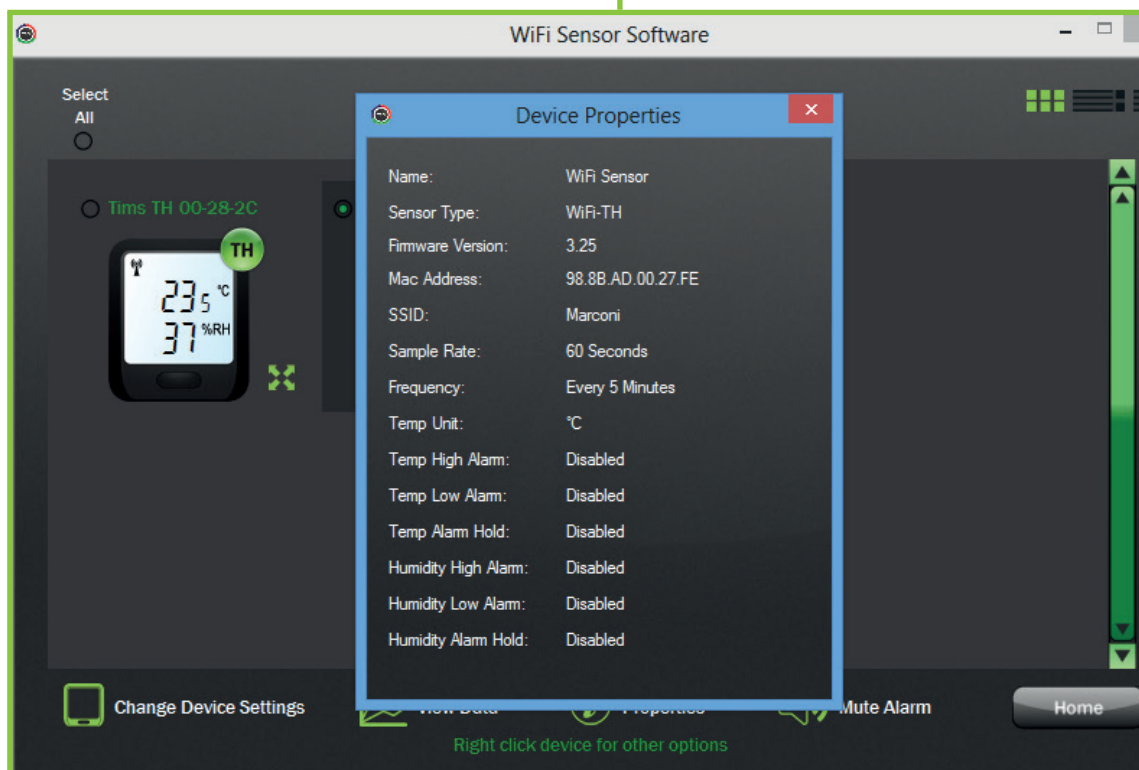 WiFi Sensor Software
Select
All
Tims TH 00-28-2C
TH
23.5 °C
37 %RH
Device Properties
Name: WiFi Sensor
Sensor Type: WiFi-TH
Firmware Version: 3.25
Mac Address: 98.8B.AD.00.27.FE
SSID: Marconi
Sample Rate: 60 Seconds
Frequency: Every 5 Minutes
Temp Unit: °C
Temp High Alarm: Disabled
Temp Low Alarm: Disabled
Temp Alarm Hold: Disabled
Humidity High Alarm: Disabled
Humidity Low Alarm: Disabled
Humidity Alarm Hold: Disabled
Change Device Settings View Data Properties Mute Alarm Home
Right click device for other options